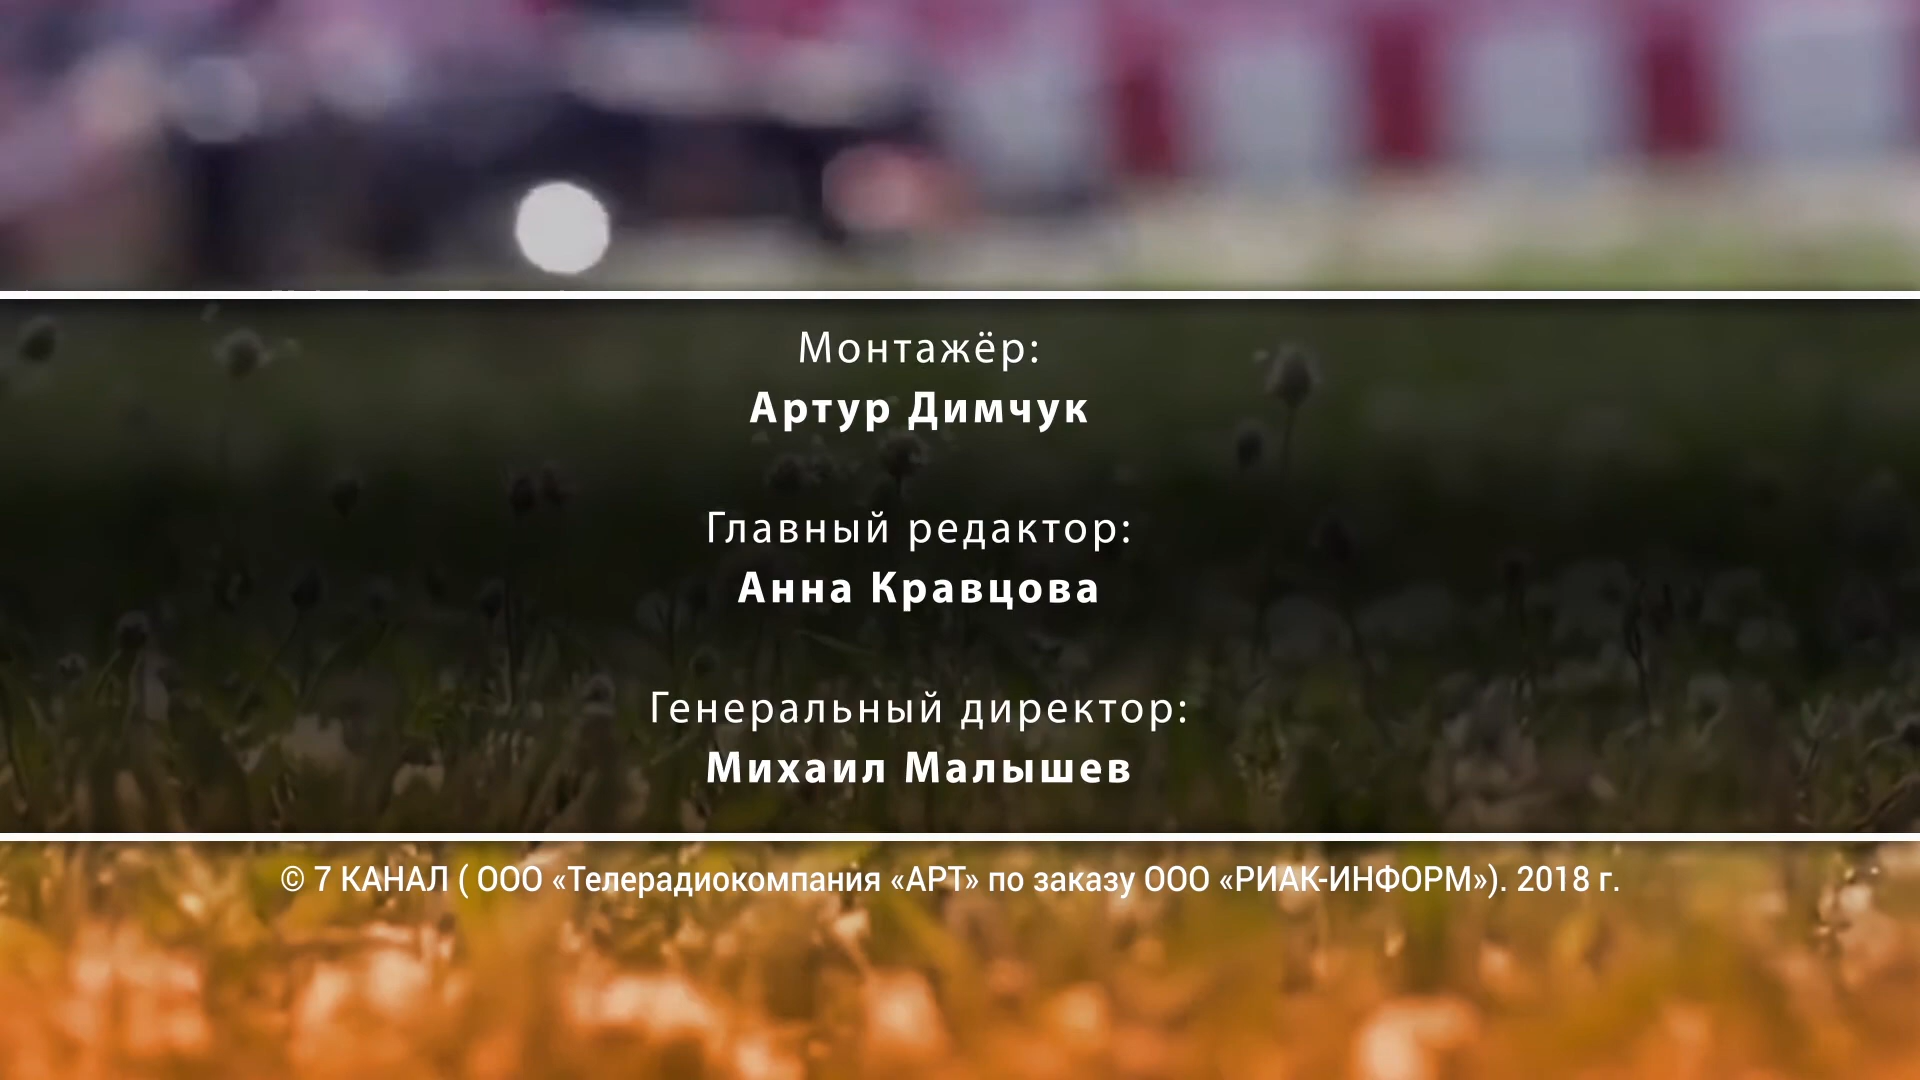 Монтажёр:
Артур Димчук
Главный редактор:
Анна Кравцова
Генеральный директор:
Михаил Малышев
© 7 КАНАЛ ( ООО «Телерадиокомпания «АРТ» по заказу ООО «РИАК-ИНФОРМ»). 2018 г.